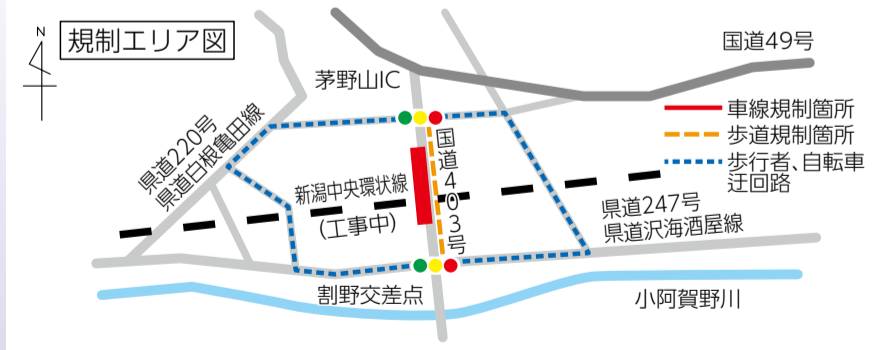 N
規制エリア図
国道49号
茅野山IC
車線規制箇所
歩道規制箇所
歩行者、自転車
迂回路
県道220号
県道白根亀田線
国道403号
新潟中央環状線
(工事中)
県道247号
県道沢海酒屋線
割野交差点
小阿賀野川